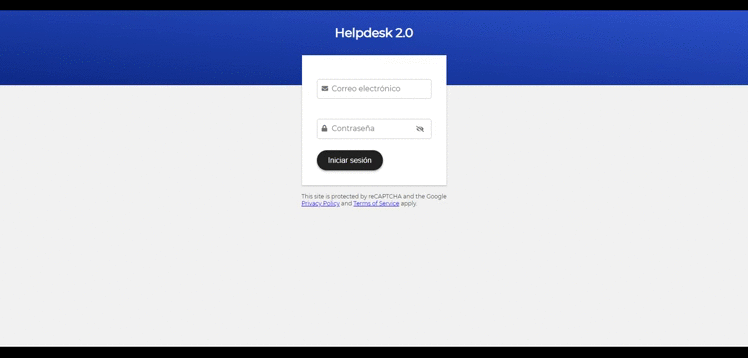 Helpdesk 2.0
Correo electrónico
Contraseña
Iniciar sesión
This site is protected by reCAPTCHA and the Google
Privacy Policy and Terms of Service apply.